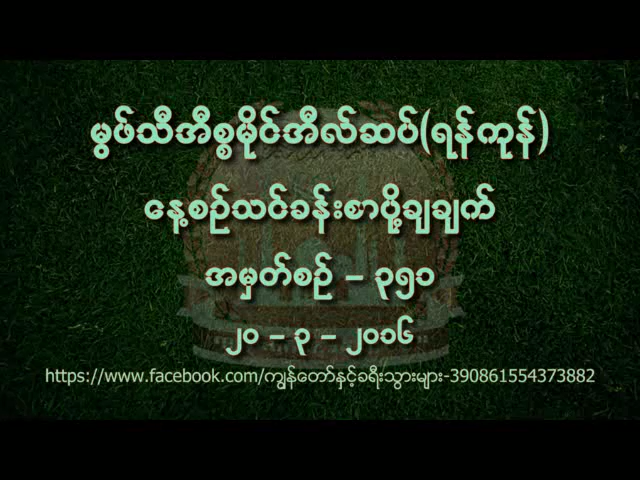 မွဖ်သီအီစ္စမိုင်အီလ်ဆပ်(ရန်ကုန်)
နေ့စဉ်သင်ခန်းစာပို့ချချက်
အမှတ်စဉ် – ၃၅၁
၂၀ – ၃ – ၂၀၁၆
https://www.facebook.com/ကျွန်တော်နှင့်ခရီးသွားများ-390861554373882